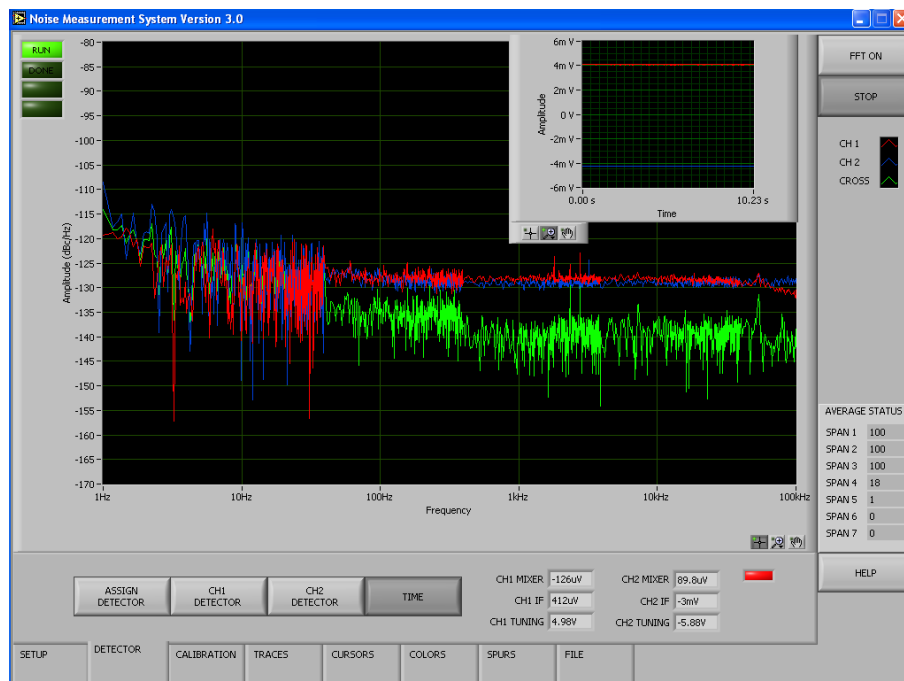 Noise Measurement System Version 3.0
RUN
DONE
-80
-85
-90
-95
-100
-105
-110
-115
-120
-125
-130
-135
-140
-145
-150
-155
-160
-165
-170
Amplitude (dBc/Hz)
1Hz
10Hz
100Hz
1kHz
10kHz
100kHz
Frequency
6m V
4m V
2m V
0 V
-2m V
-4m V
-6m V
Amplitude
0.00 s
10.23 s
Time
FFT ON
STOP
CH 1
CH 2
CROSS
AVERAGE STATUS
SPAN 1 100
SPAN 2 100
SPAN 3 100
SPAN 4 18
SPAN 5 1
SPAN 6 0
SPAN 7 0
HELP
ASSIGN
DETECTOR
CH1
DETECTOR
CH2
DETECTOR
TIME
CH1 MIXER -126uV
CH1 IF 412uV
CH1 TUNING 4.98V
CH2 MIXER 89.8uV
CH2 IF -3mV
CH2 TUNING -5.88V
SETUP
DETECTOR
CALIBRATION
TRACES
CURSORS
COLORS
SPURS
FILE